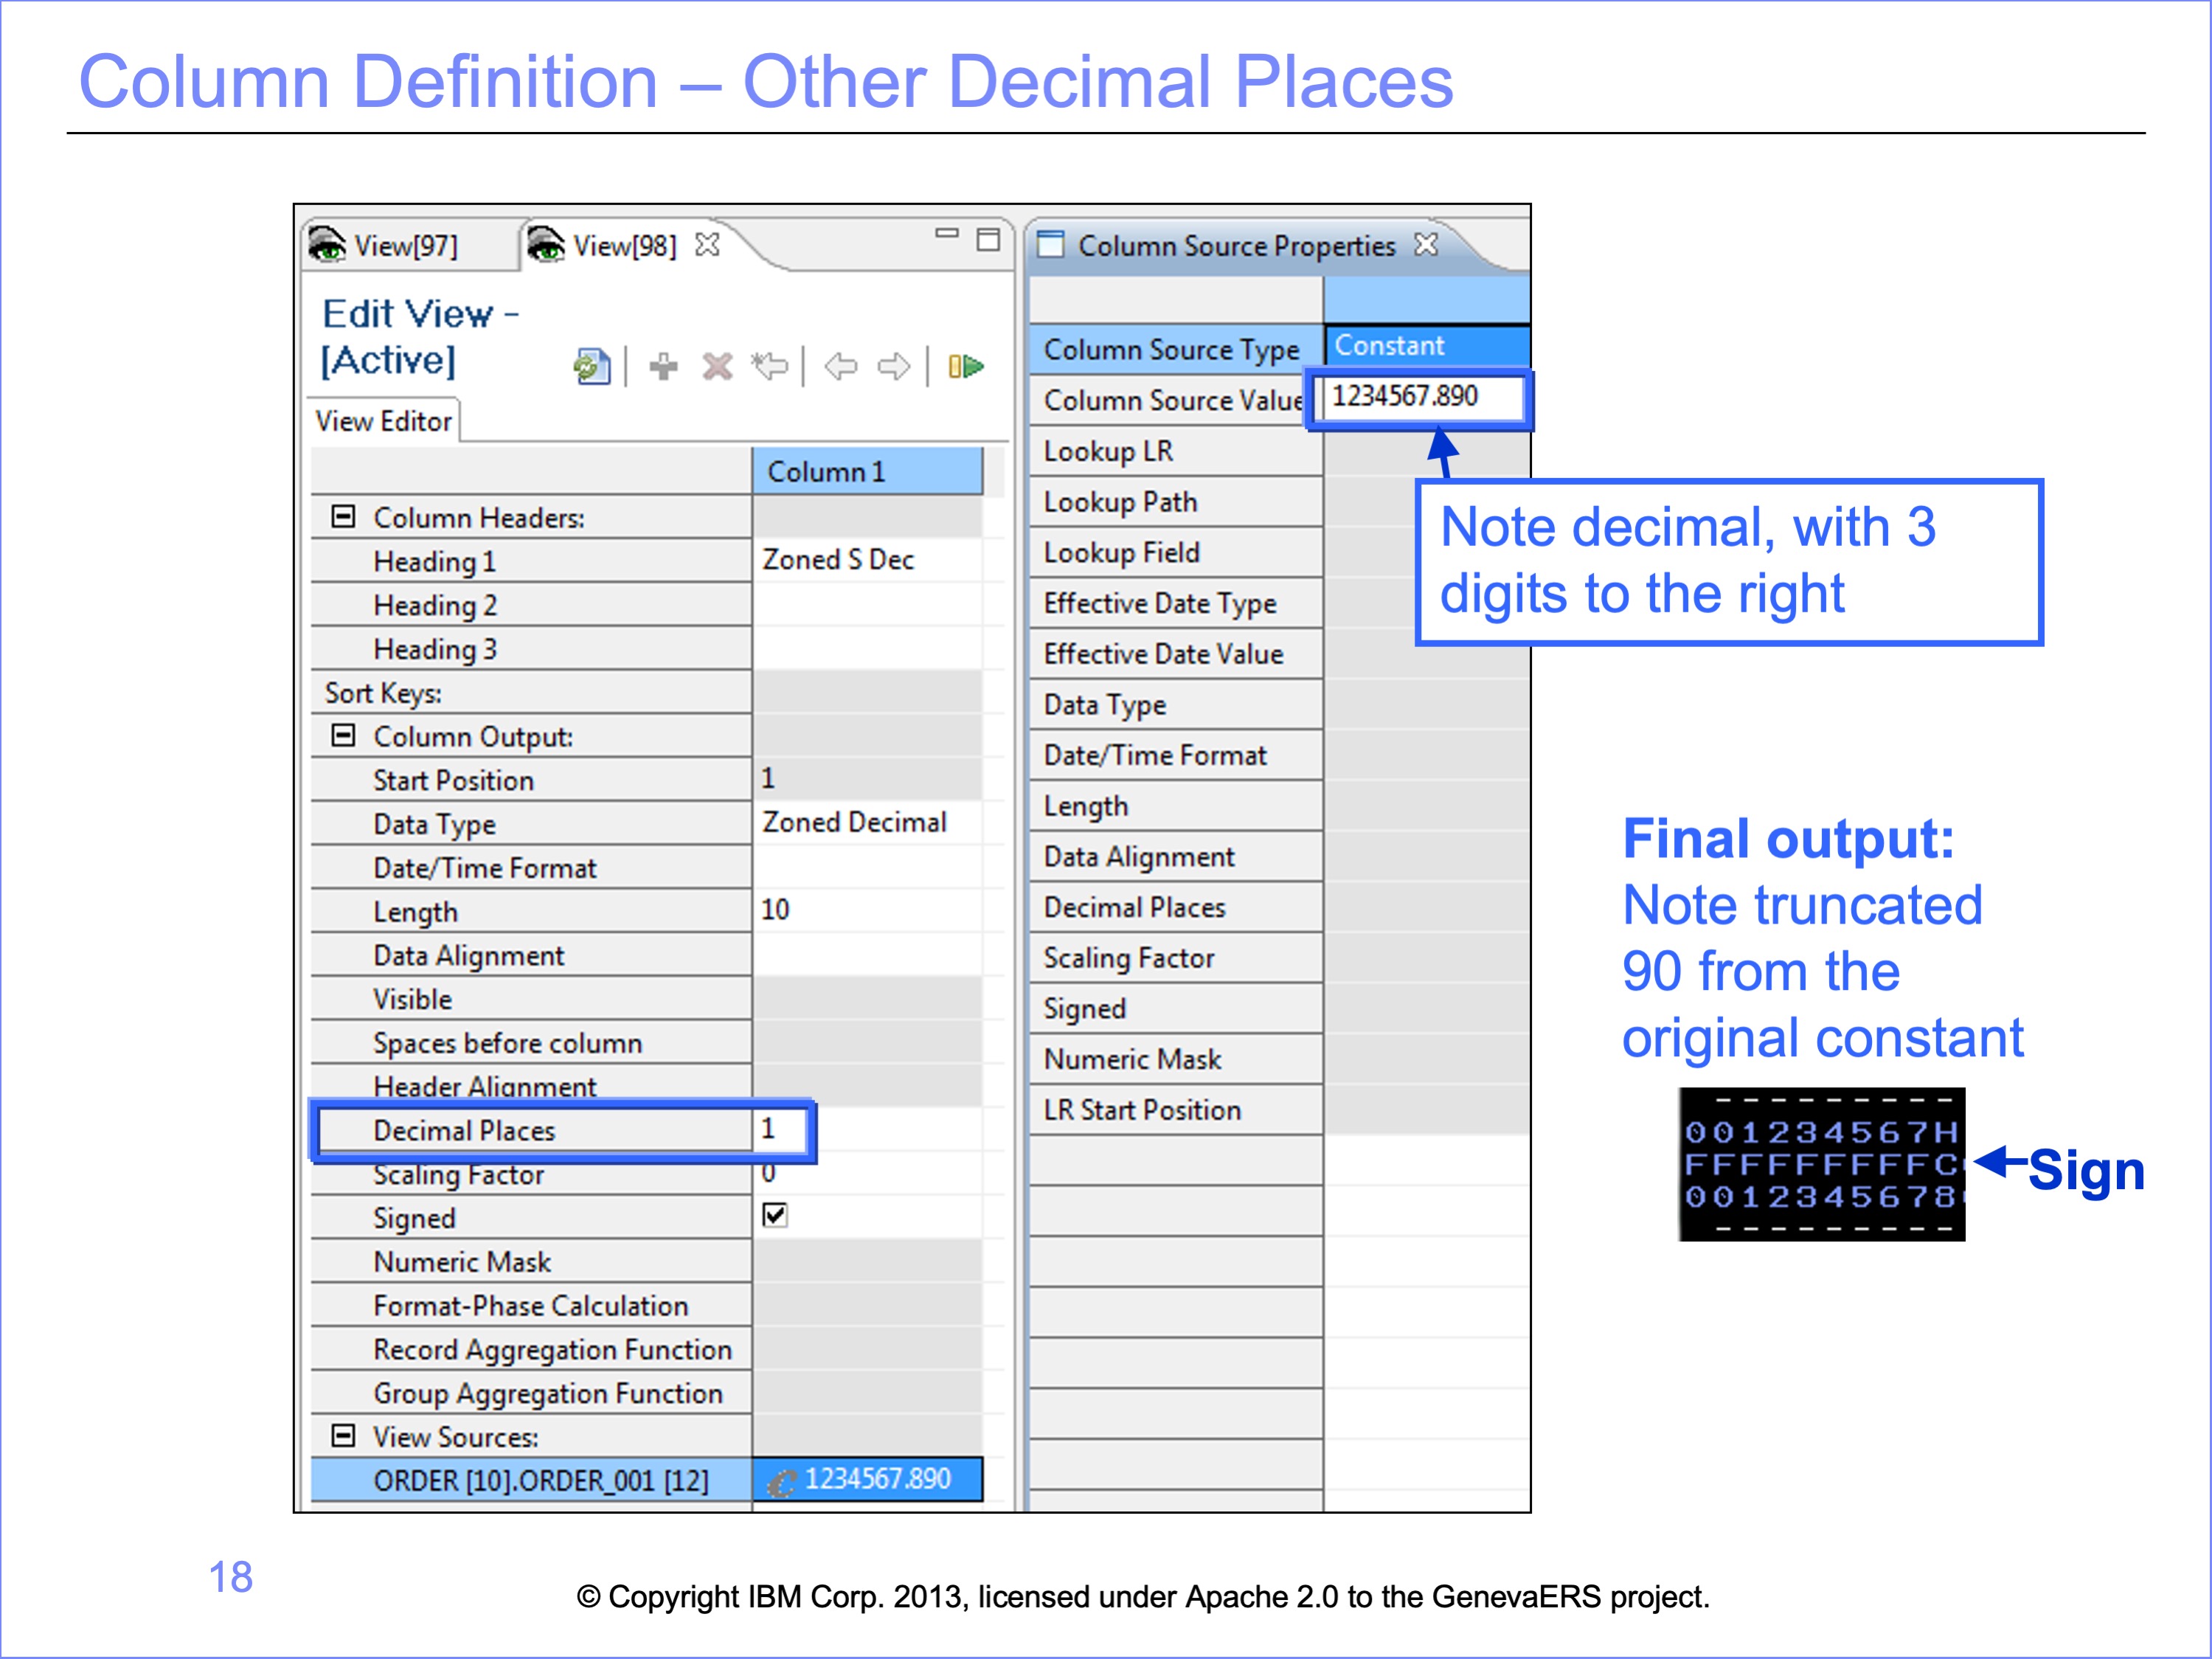 Column Definition – Other Decimal Places
View[97]
View[98]
Edit View -
[Active]
View Editor
Column 1
Column Headers:
Heading 1 Zoned S Dec
Heading 2
Heading 3
Sort Keys:
Column Output:
Start Position 1
Data Type Zoned Decimal
Date/Time Format
Length 10
Data Alignment
Visible
Spaces before column
Header Alignment
Decimal Places 1
Scaling Factor 0
Signed
Numeric Mask
Format-Phase Calculation
Record Aggregation Function
Group Aggregation Function
View Sources:
ORDER [10].ORDER_001 [12] 1234567.890
Column Source Properties
Column Source Type Constant
Column Source Value 1234567.890
Lookup LR
Lookup Path
Lookup Field
Effective Date Type
Effective Date Value
Data Type
Date/Time Format
Length
Data Alignment
Decimal Places
Scaling Factor
Signed
Numeric Mask
LR Start Position
Note decimal, with 3
digits to the right
Final output:
Note truncated
90 from the
original constant
---------
001234567H
FFFFFFFFFC
0012345678
---------
Sign
18
© Copyright IBM Corp. 2013, licensed under Apache 2.0 to the GenevaERS project.